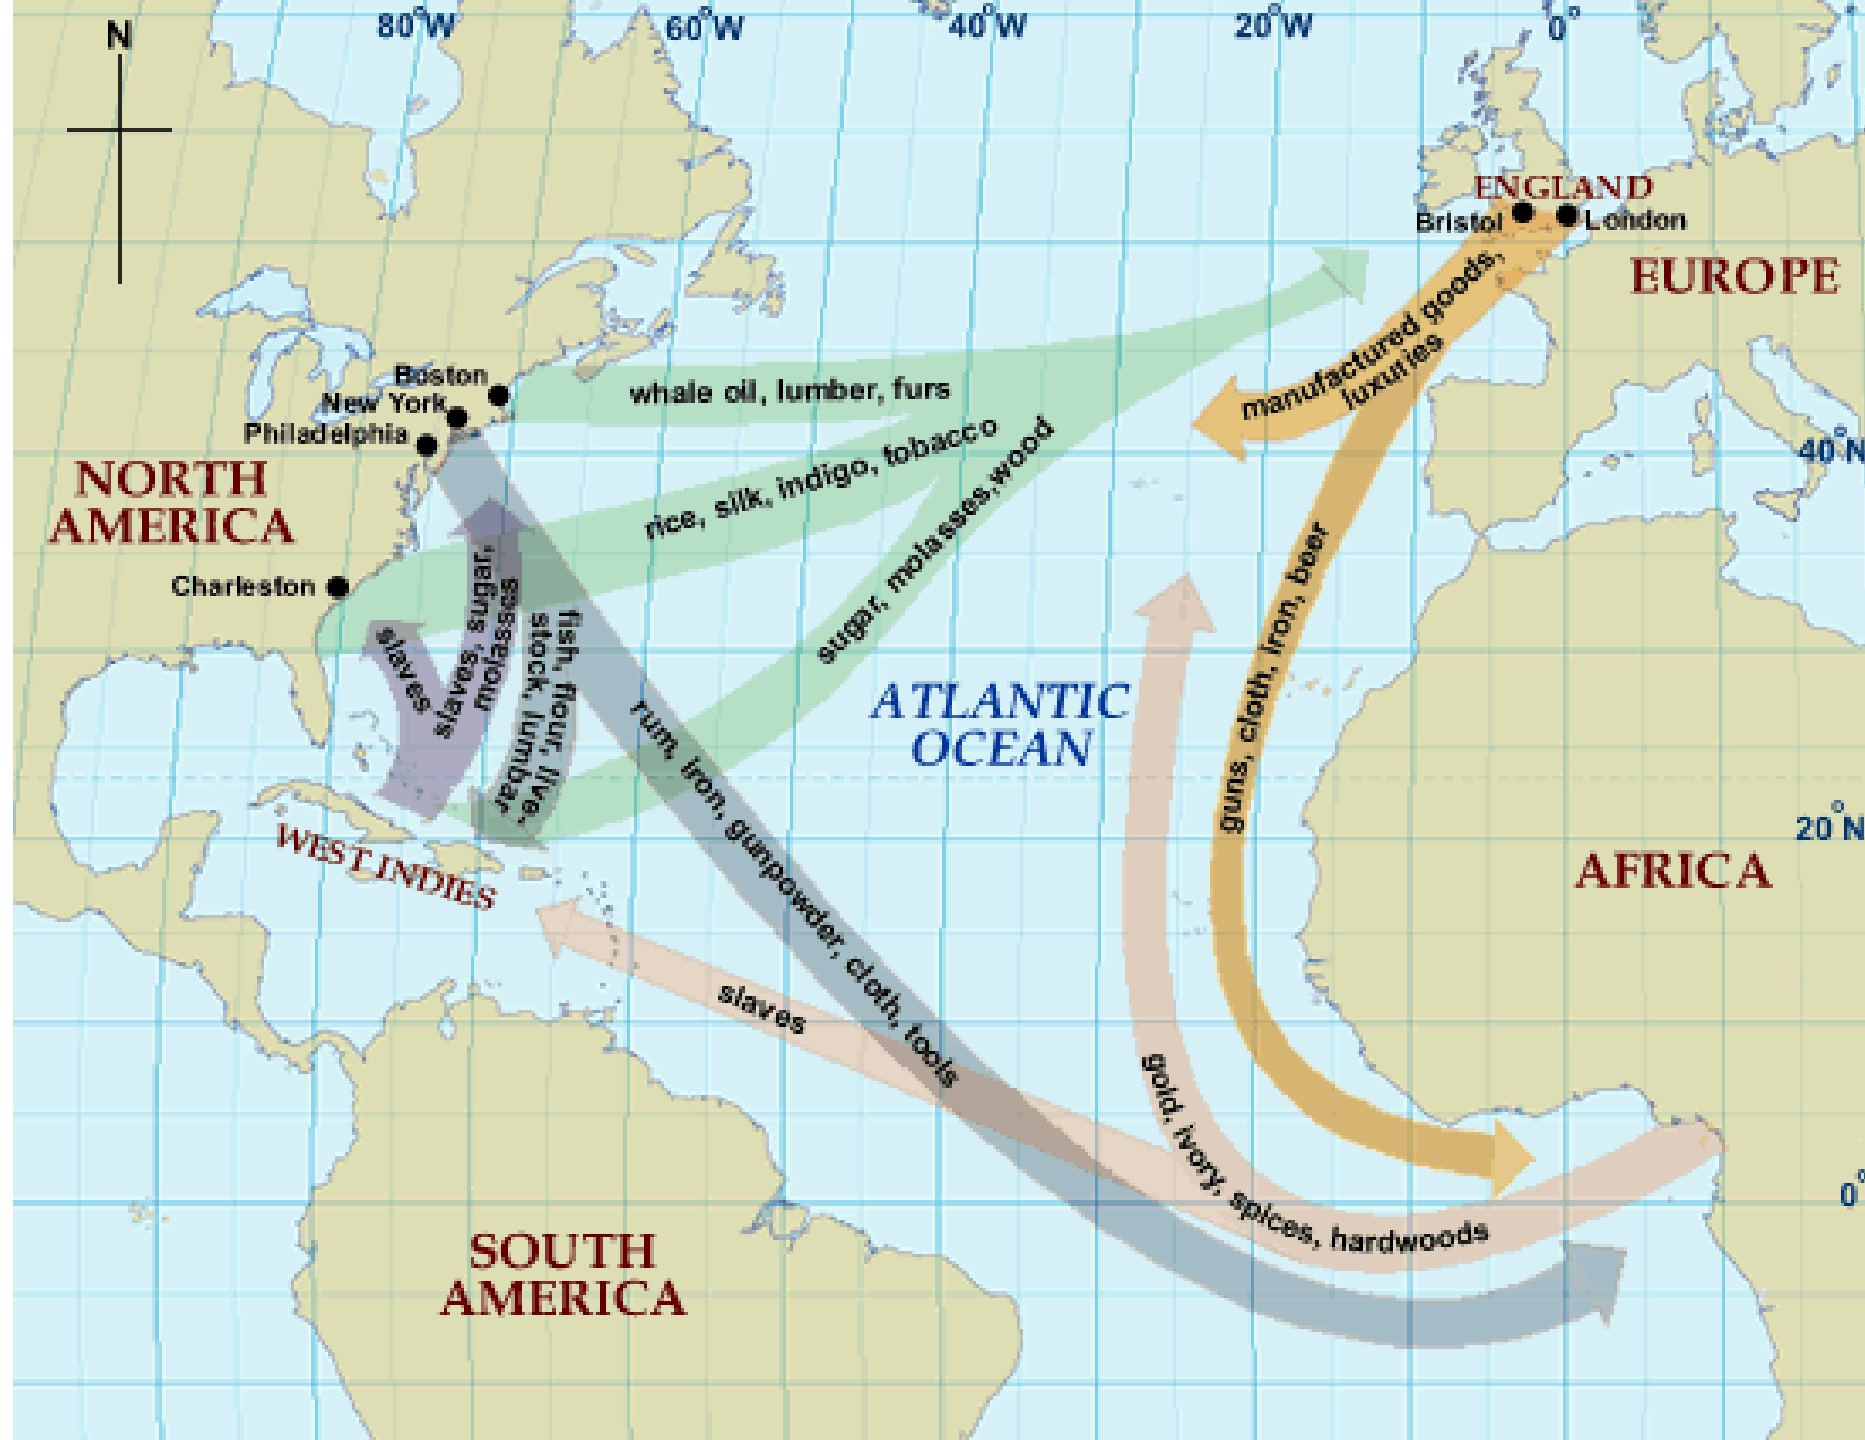 N
80°W
60°W
40°W
20°W
0°
ENGLAND
Bristol
London
EUROPE
manufactured goods,
luxuries
Boston
New York
Philadelphia
whale oil, lumber, furs
40°N
NORTH
AMERICA
rice, silk, indigo, tobacco
sugar, molasses,wood
Charleston
slaves
slaves, sugar,
molasses
fish, flour, live-
stock, lumbar
guns, cloth, iron, beer
ATLANTIC
OCEAN
rum, iron, gunpowder, cloth, tools
20°N
WEST INDIES
AFRICA
slaves
gold, ivory, spices, hardwoods
0°
SOUTH
AMERICA